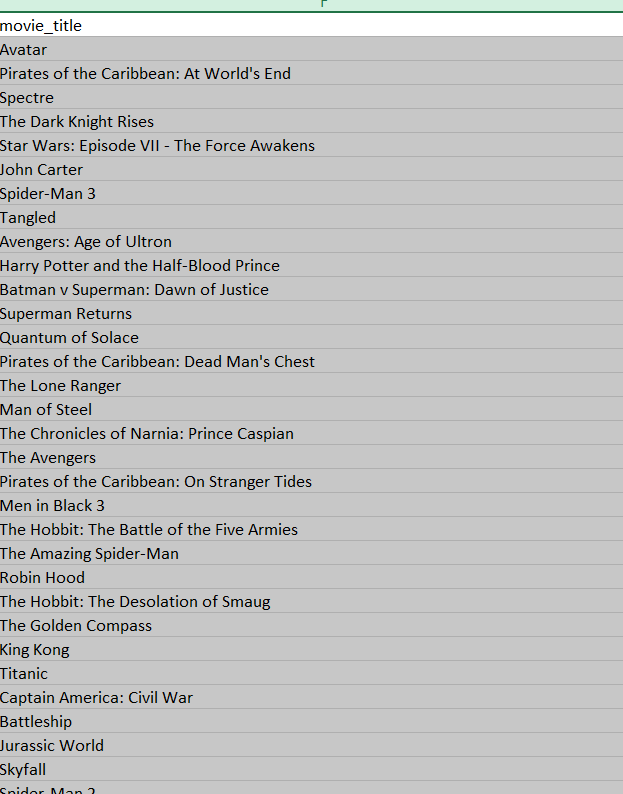 F
movie_title
Avatar
Pirates of the Caribbean: At World's End
Spectre
The Dark Knight Rises
Star Wars: Episode VII - The Force Awakens
John Carter
Spider-Man 3
Tangled
Avengers: Age of Ultron
Harry Potter and the Half-Blood Prince
Batman v Superman: Dawn of Justice
Superman Returns
Quantum of Solace
Pirates of the Caribbean: Dead Man's Chest
The Lone Ranger
Man of Steel
The Chronicles of Narnia: Prince Caspian
The Avengers
Pirates of the Caribbean: On Stranger Tides
Men in Black 3
The Hobbit: The Battle of the Five Armies
The Amazing Spider-Man
Robin Hood
The Hobbit: The Desolation of Smaug
The Golden Compass
King Kong
Titanic
Captain America: Civil War
Battleship
Jurassic World
Skyfall
Spider-Man 2